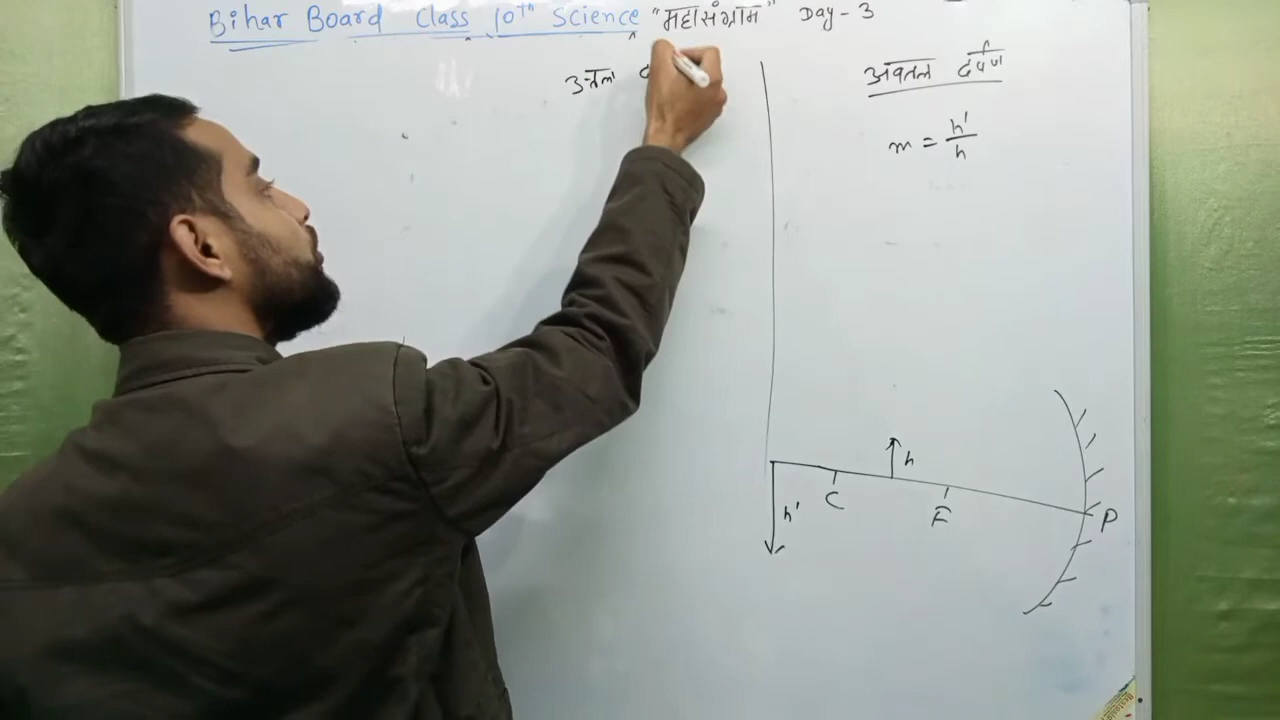 Bihar Board Class 10th Science "महासंग्राम" Day - 3
उत्तल द
अवतल दर्पण
m = h'/h
h
h'
C
F
P